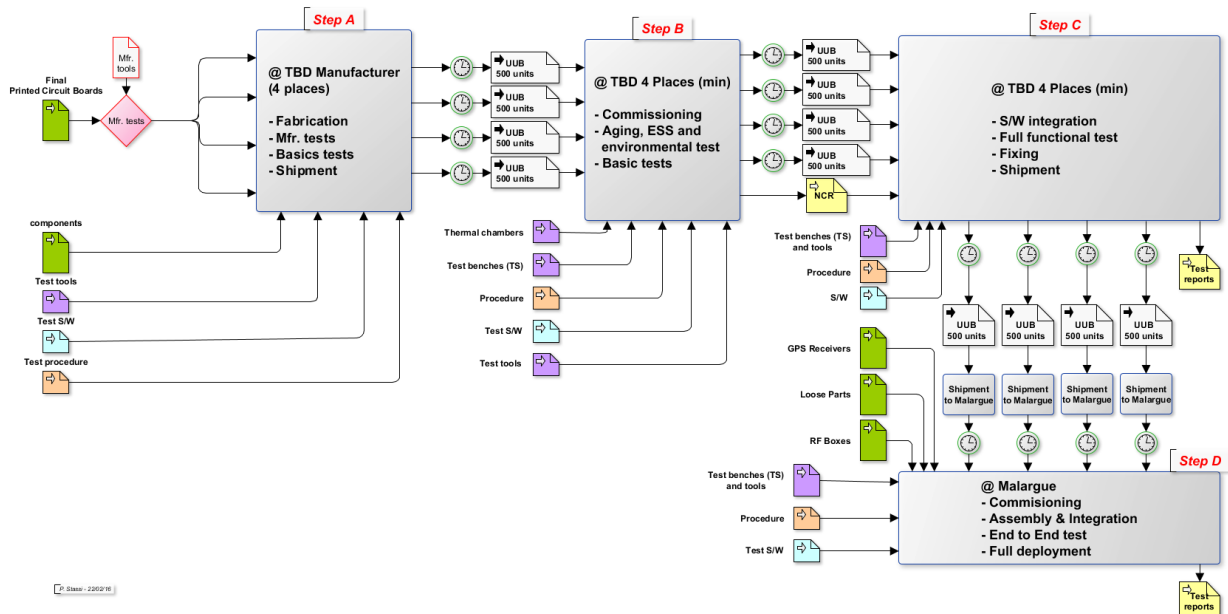 Step A
Step B
Step C
Mfr.
tools
Final
Printed Circuit Boards
Mfr. tests
@ TBD Manufacturer
(4 places)
- Fabrication
- Mfr. tests
- Basics tests
- Shipment
UUB
500 units
UUB
500 units
UUB
500 units
UUB
500 units
@ TBD 4 Places (min)
- Commissioning
- Aging, ESS and
environmental test
- Basic tests
UUB
500 units
UUB
500 units
UUB
500 units
UUB
500 units
NCR
@ TBD 4 Places (min)
- S/W integration
- Full functional test
- Fixing
- Shipment
components
Test tools
Test S/W
Test procedure
Thermal chambers
Test benches (TS)
Procedure
Test S/W
Test tools
Test benches (TS)
and tools
Procedure
S/W
Test
reports
UUB
500 units
UUB
500 units
UUB
500 units
UUB
500 units
GPS Receivers
Loose Parts
RF Boxes
Shipment
to Malargue
Shipment
to Malargue
Shipment
to Malargue
Shipment
to Malargue
Step D
Test benches (TS)
and tools
Procedure
Test S/W
@ Malargue
- Commisioning
- Assembly & Integration
- End to End test
- Full deployment
Test
reports
P. Stassi - 22/02/16